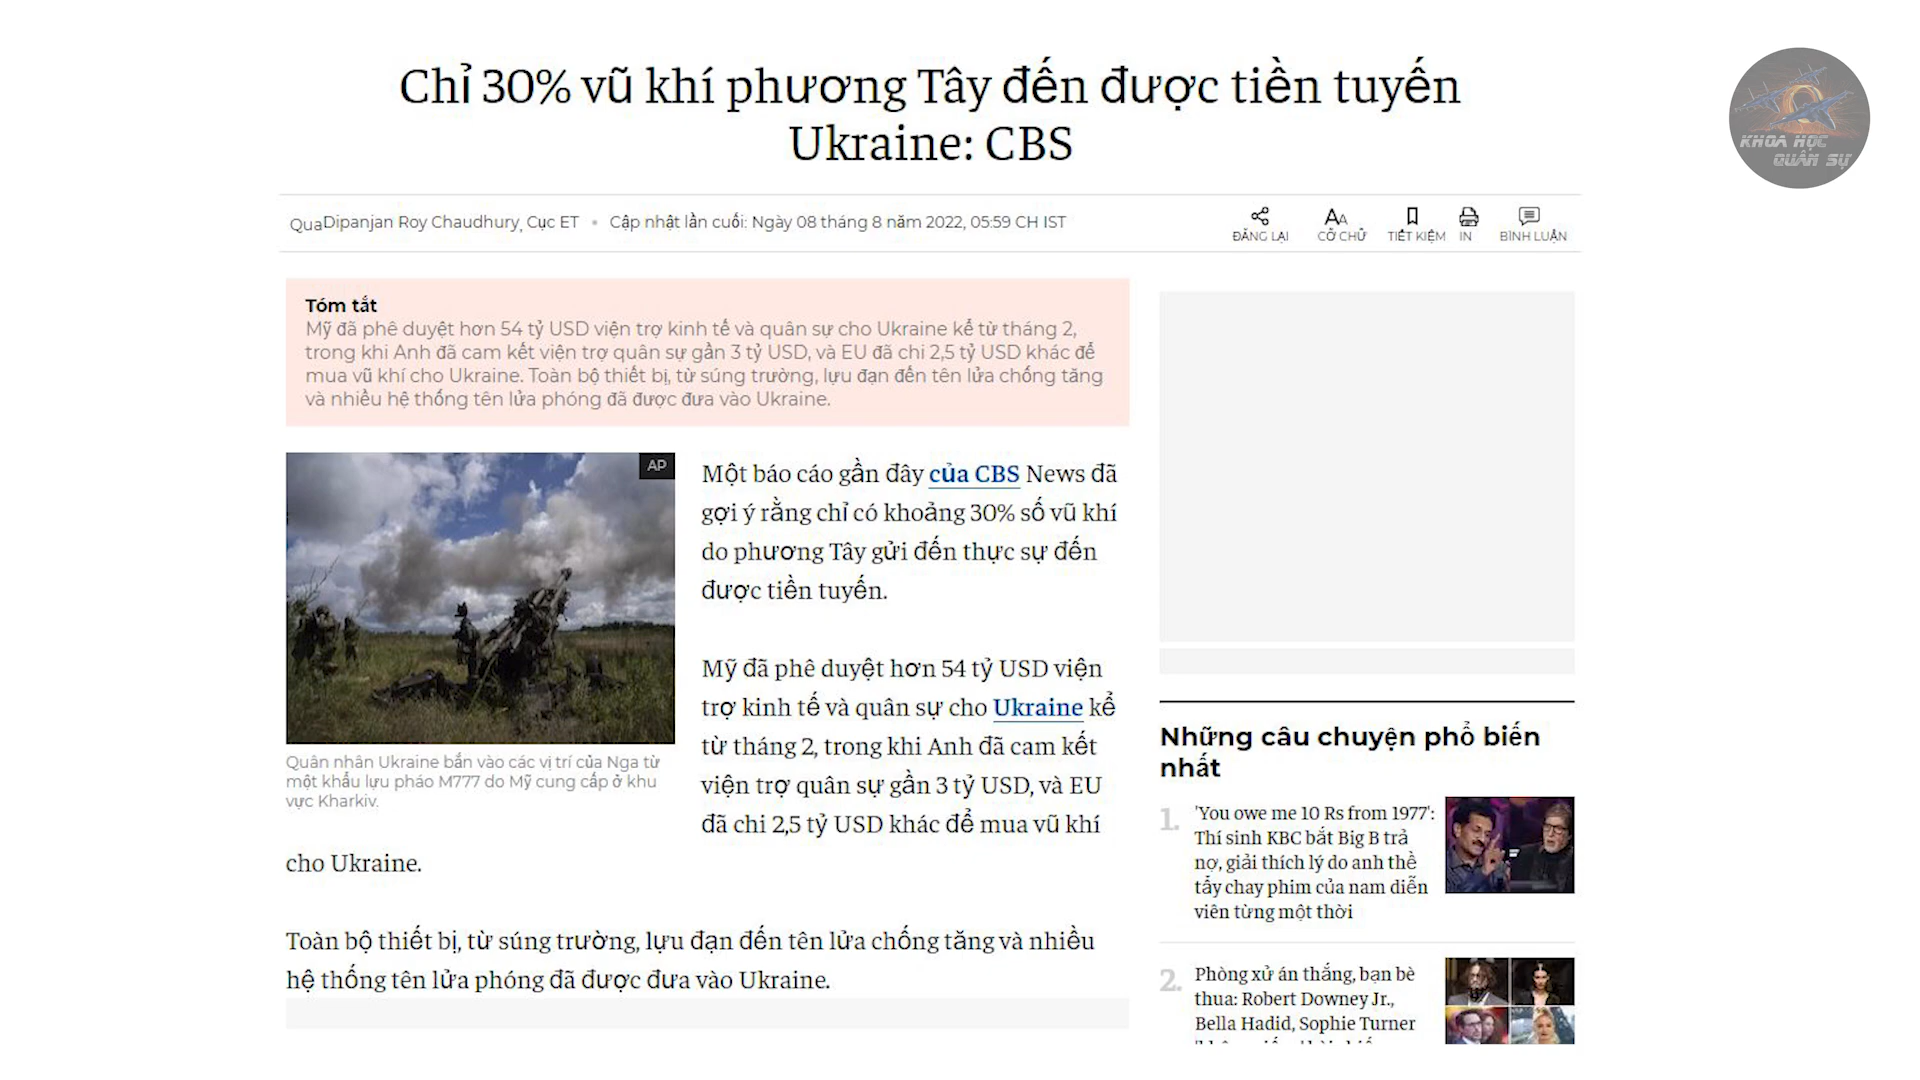 Chỉ 30% vũ khí phương Tây đến được tiền tuyến
Ukraine: CBS
KHOA HỌC
QUÂN SỰ
QuaDipanjan Roy Chaudhury, Cục ET • Cập nhật lần cuối: Ngày 08 tháng 8 năm 2022, 05:59 CH IST
ĐĂNG LẠI CỠ CHỮ TIẾT KIỆM IN BÌNH LUẬN
Tóm tắt
Mỹ đã phê duyệt hơn 54 tỷ USD viện trợ kinh tế và quân sự cho Ukraine kể từ tháng 2,
trong khi Anh đã cam kết viện trợ quân sự gần 3 tỷ USD, và EU đã chi 2,5 tỷ USD khác để
mua vũ khí cho Ukraine. Toàn bộ thiết bị, từ súng trường, lựu đạn đến tên lửa chống tăng
và nhiều hệ thống tên lửa phóng đã được đưa vào Ukraine.
AP
Quân nhân Ukraine bắn vào các vị trí của Nga từ
một khẩu lựu pháo M777 do Mỹ cung cấp ở khu
vực Kharkiv.
Một báo cáo gần đây của CBS News đã
gợi ý rằng chỉ có khoảng 30% số vũ khí
do phương Tây gửi đến thực sự đến
được tiền tuyến.
Mỹ đã phê duyệt hơn 54 tỷ USD viện
trợ kinh tế và quân sự cho Ukraine kể
từ tháng 2, trong khi Anh đã cam kết
viện trợ quân sự gần 3 tỷ USD, và EU
đã chi 2,5 tỷ USD khác để mua vũ khí
cho Ukraine.
Toàn bộ thiết bị, từ súng trường, lựu đạn đến tên lửa chống tăng và nhiều
hệ thống tên lửa phóng đã được đưa vào Ukraine.
Những câu chuyện phổ biến
nhất
1. 'You owe me 10 Rs from 1977':
Thí sinh KBC bắt Big B trả
nợ, giải thích lý do anh thề
tẩy chay phim của nam diễn
viên từng một thời
2. Phòng xử án thắng, bạn bè
thua: Robert Downey Jr.,
Bella Hadid, Sophie Turner